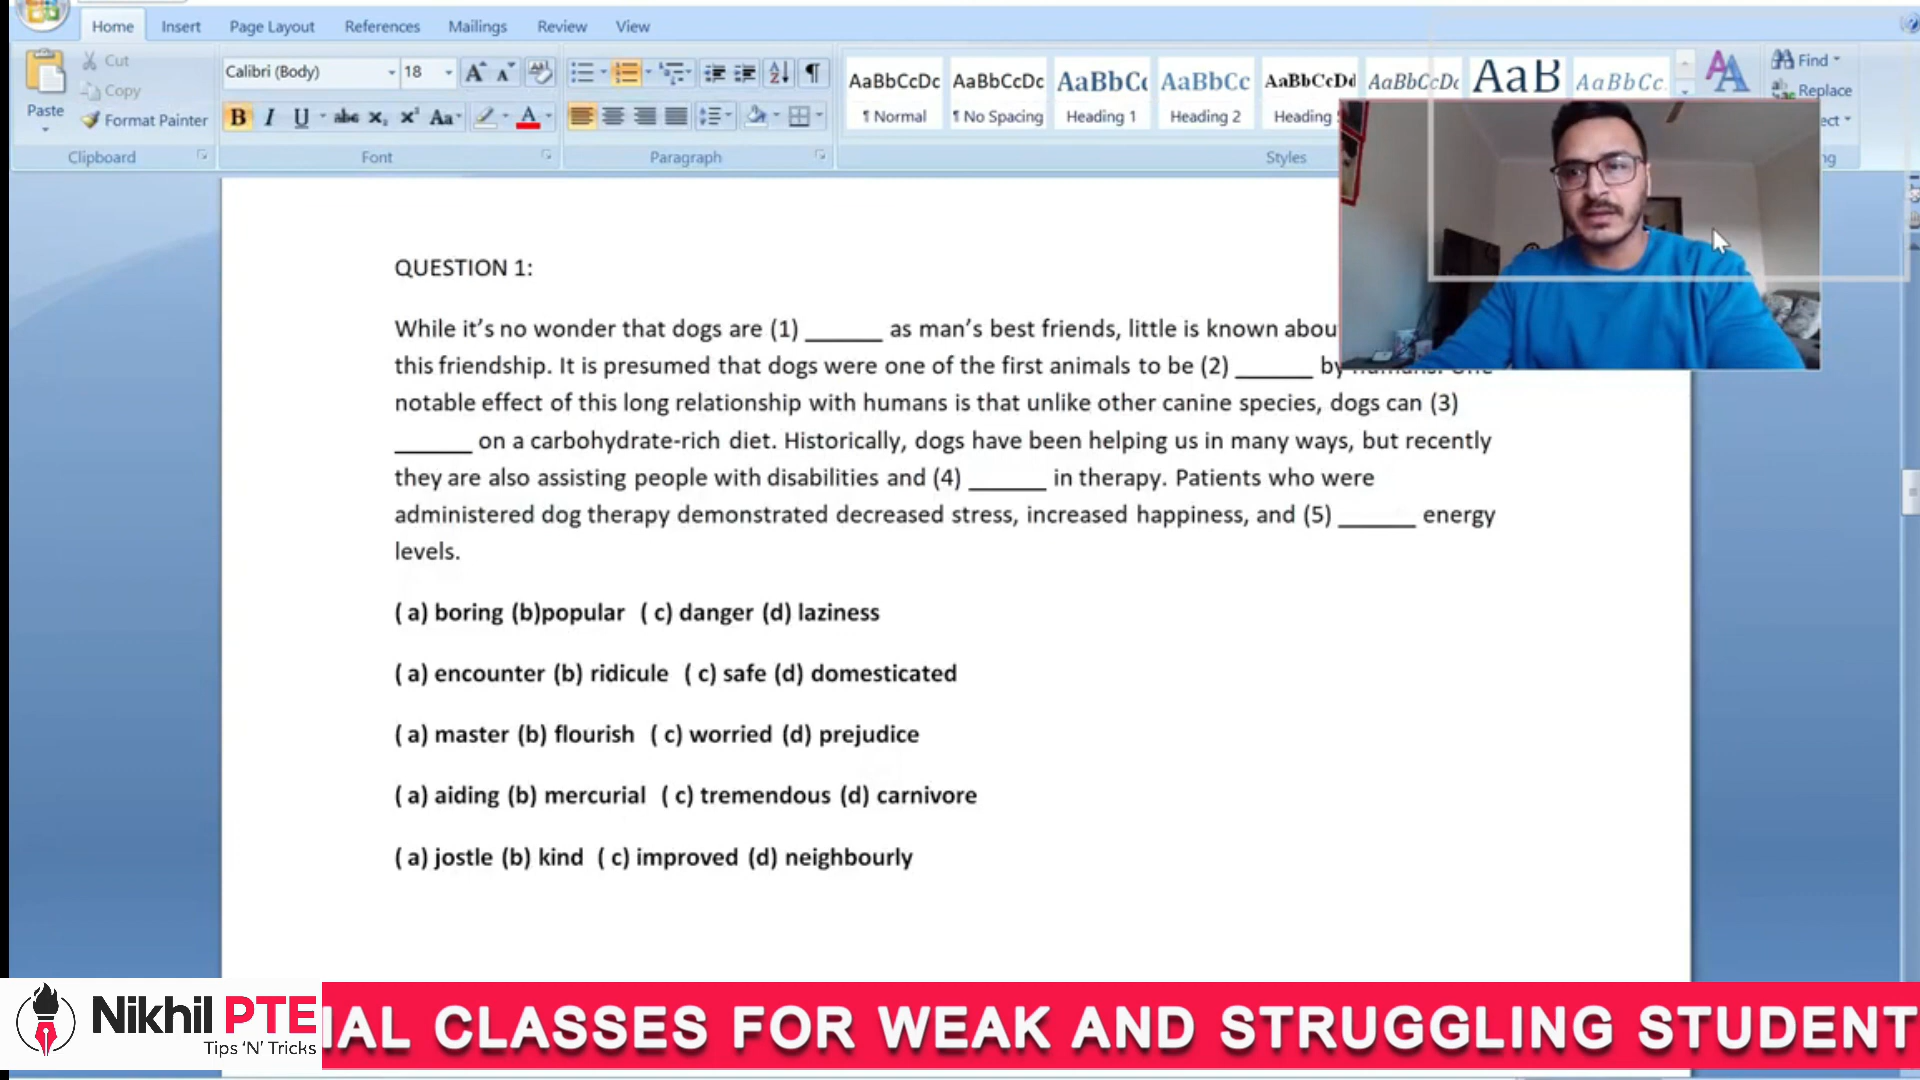 Home Insert Page Layout References Mailings Review View
Cut
Calibri (Body) 18
AaBbCcDc AaBbCcDc AaBbCc AaBbCc AaBbCcDd AaBbCcDc AaB AaBbCc.
Find
Copy
Replace
Paste
Format Painter
B I U abc x₂ x² Aa A
¶ Normal ¶ No Spacing Heading 1 Heading 2 Heading
Clipboard Font Paragraph Styles
QUESTION 1:
While it’s no wonder that dogs are (1) ______ as man’s best friends, little is known abou
this friendship. It is presumed that dogs were one of the first animals to be (2) ______ by humans. One
notable effect of this long relationship with humans is that unlike other canine species, dogs can (3)
______ on a carbohydrate-rich diet. Historically, dogs have been helping us in many ways, but recently
they are also assisting people with disabilities and (4) ______ in therapy. Patients who were
administered dog therapy demonstrated decreased stress, increased happiness, and (5) ______ energy
levels.
( a) boring (b)popular ( c) danger (d) laziness
( a) encounter (b) ridicule ( c) safe (d) domesticated
( a) master (b) flourish ( c) worried (d) prejudice
( a) aiding (b) mercurial ( c) tremendous (d) carnivore
( a) jostle (b) kind ( c) improved (d) neighbourly
Nikhil PTE
Tips ‘N’ Tricks
IAL CLASSES FOR WEAK AND STRUGGLING STUDENT